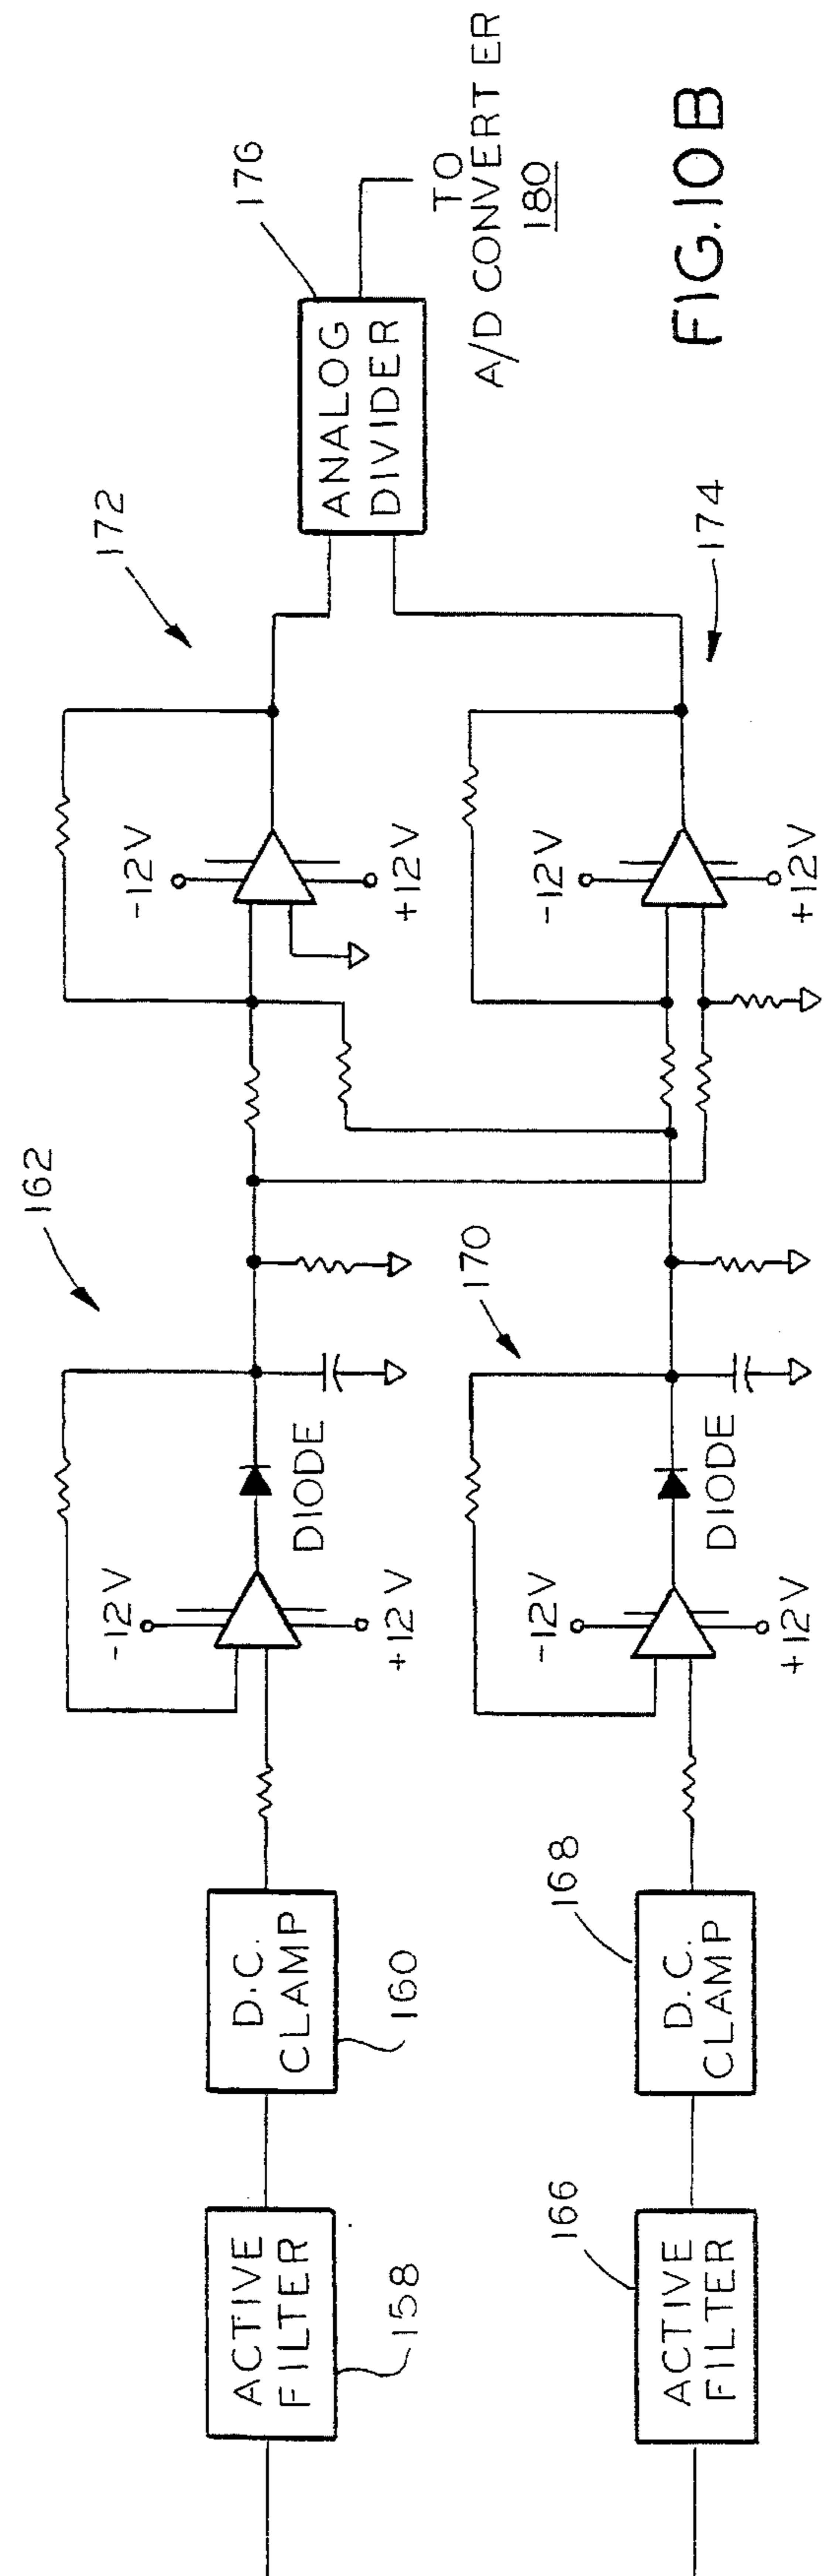 ACTIVE
FILTER
158
D.C.
CLAMP
160
162
-12V
+12V
DIODE
172
-12V
+12V
ANALOG
DIVIDER
176
TO
A/D CONVERTER
180
ACTIVE
FILTER
166
D.C.
CLAMP
168
170
-12V
+12V
DIODE
174
-12V
+12V
FIG.10B